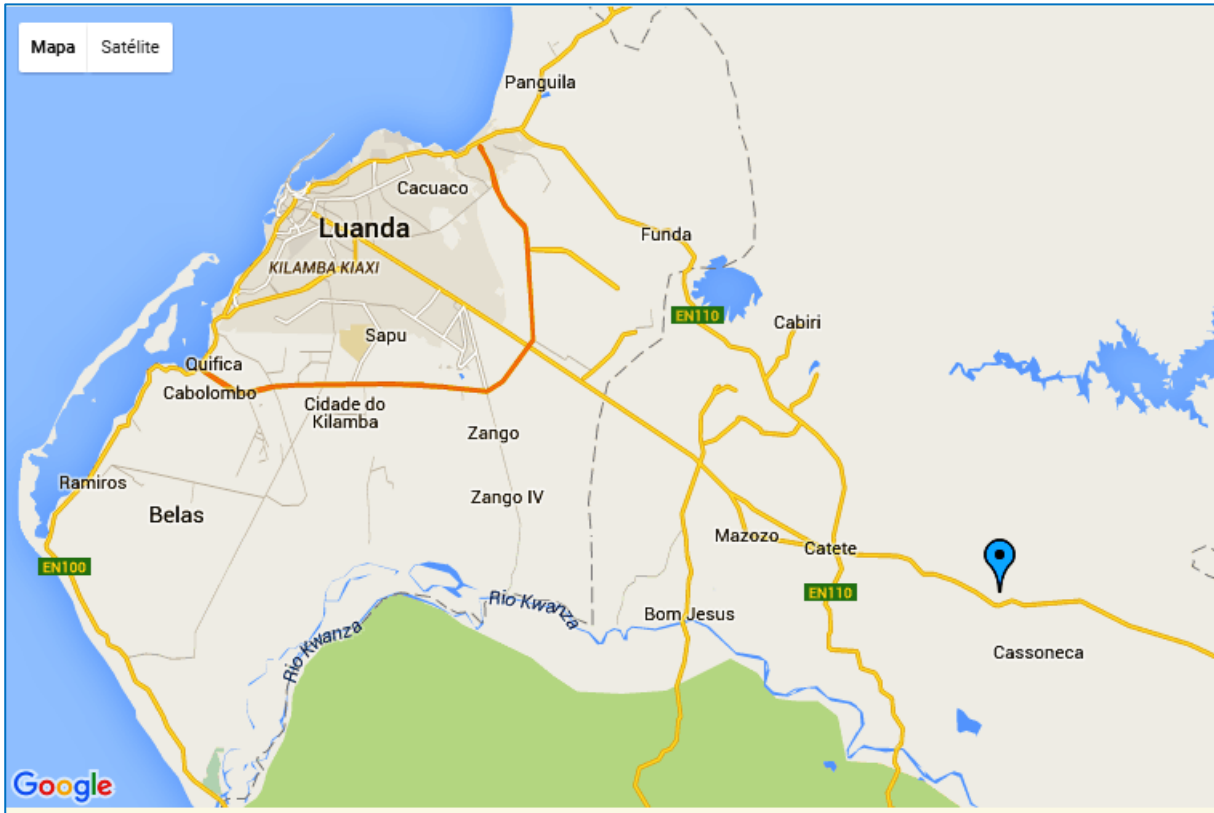 Mapa
Satélite
Panguila
Cacuaco
Luanda
Funda
KILAMBA KIAXI
EN110
Cabiri
Sapu
Quifica
Cabolombo
Cidade do
Kilamba
Zango
Ramiros
Zango IV
Belas
Mazozo
Catete
EN100
EN110
Rio Kwanza
Bom Jesus
Rio Kwanza
Cassoneca
Google